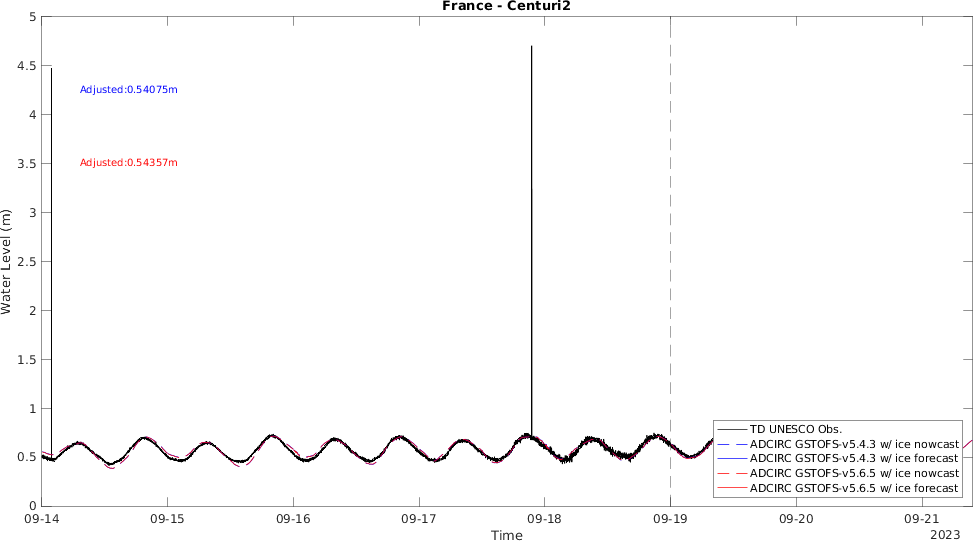 France - Centuri2
5
4.5
4
3.5
3
2.5
2
1.5
1
0.5
0
Water Level (m)
Adjusted:0.54075m
Adjusted:0.54357m
TD UNESCO Obs.
ADCIRC GSTOFS-v5.4.3 w/ ice nowcast
ADCIRC GSTOFS-v5.4.3 w/ ice forecast
ADCIRC GSTOFS-v5.6.5 w/ ice nowcast
ADCIRC GSTOFS-v5.6.5 w/ ice forecast
09-14 09-15 09-16 09-17 09-18 09-19 09-20 09-21
Time
2023